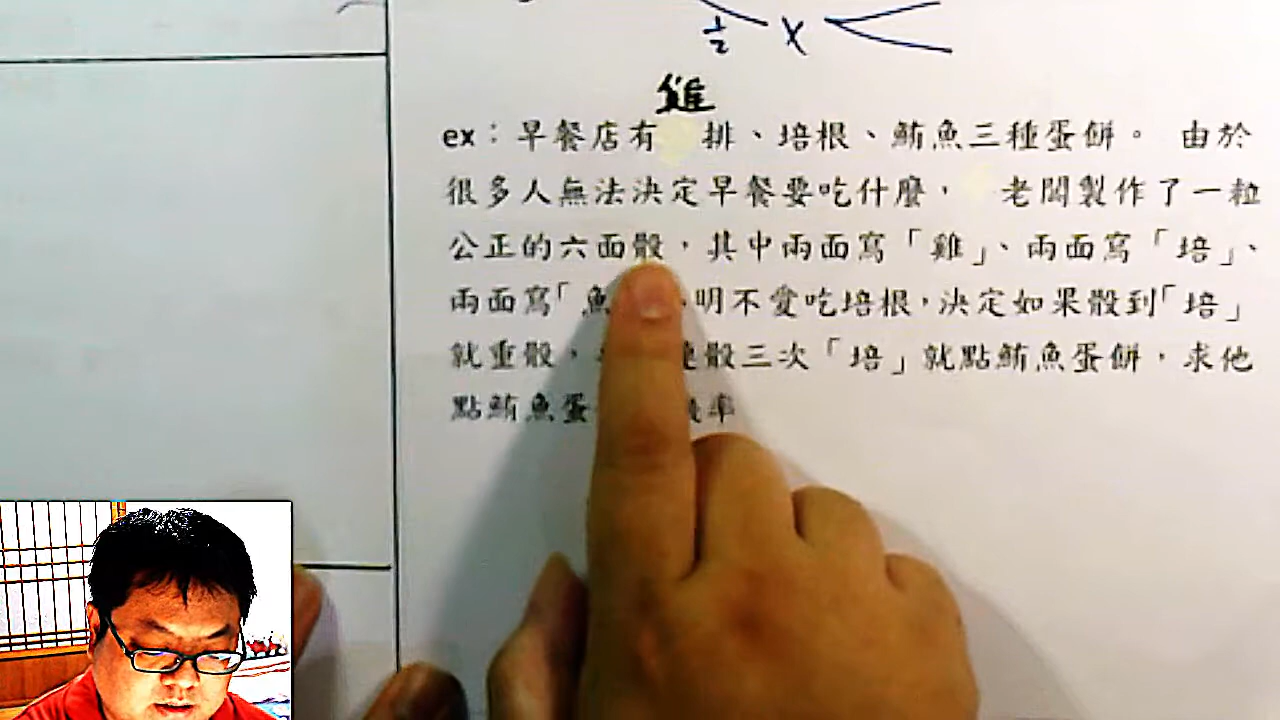 1/2 X
雞
ex：早餐店有 排、培根、鮪魚三種蛋餅。 由於
很多人無法決定早餐要吃什麼， 老闆製作了一粒
公正的六面骰，其中兩面寫「雞」、兩面寫「培」、
兩面寫「魚 明不愛吃培根，決定如果骰到「培」
就重骰， 骰三次「培」就點鮪魚蛋餅，求他
點鮪魚蛋 率